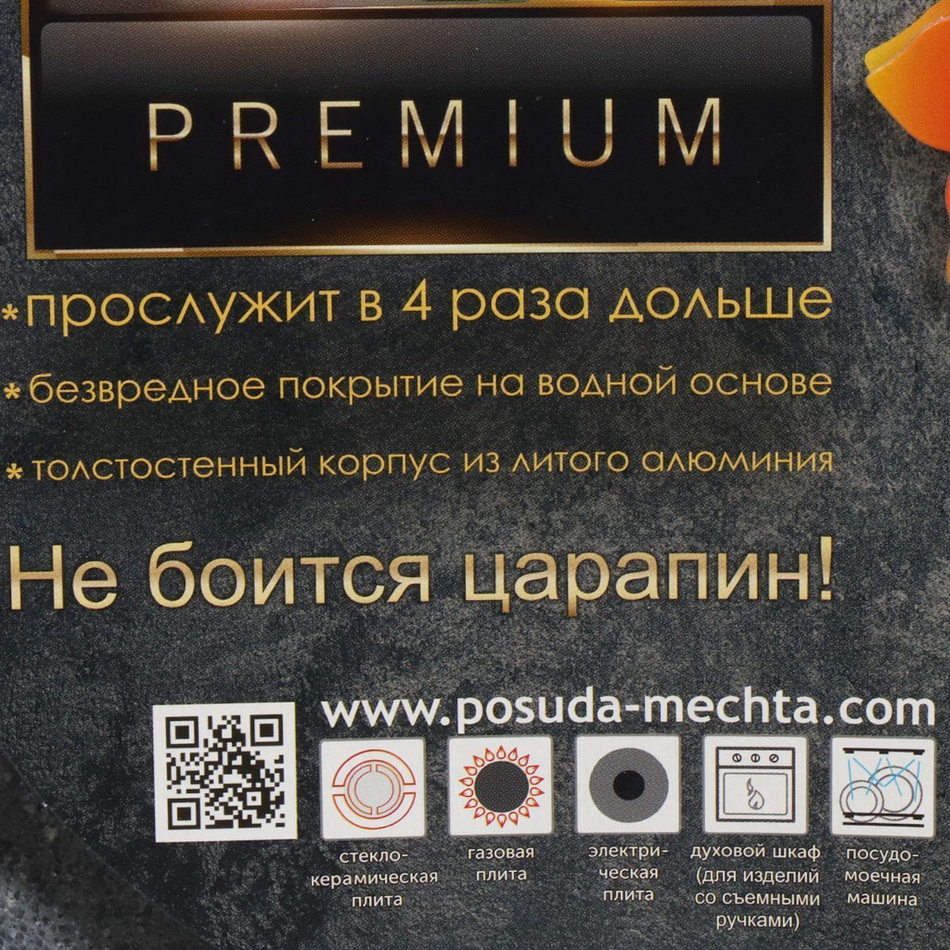 PREMIUM
*прослужит в 4 раза дольше
*безвредное покрытие на водной основе
*толстостенный корпус из литого алюминия
Не боится царапин!
www.posuda-mechta.com
стекло-
керамическая
плита
газовая
плита
электри-
ческая
плита
духовой шкаф
(для изделий
со съемными
ручками)
посудо-
моечная
машина